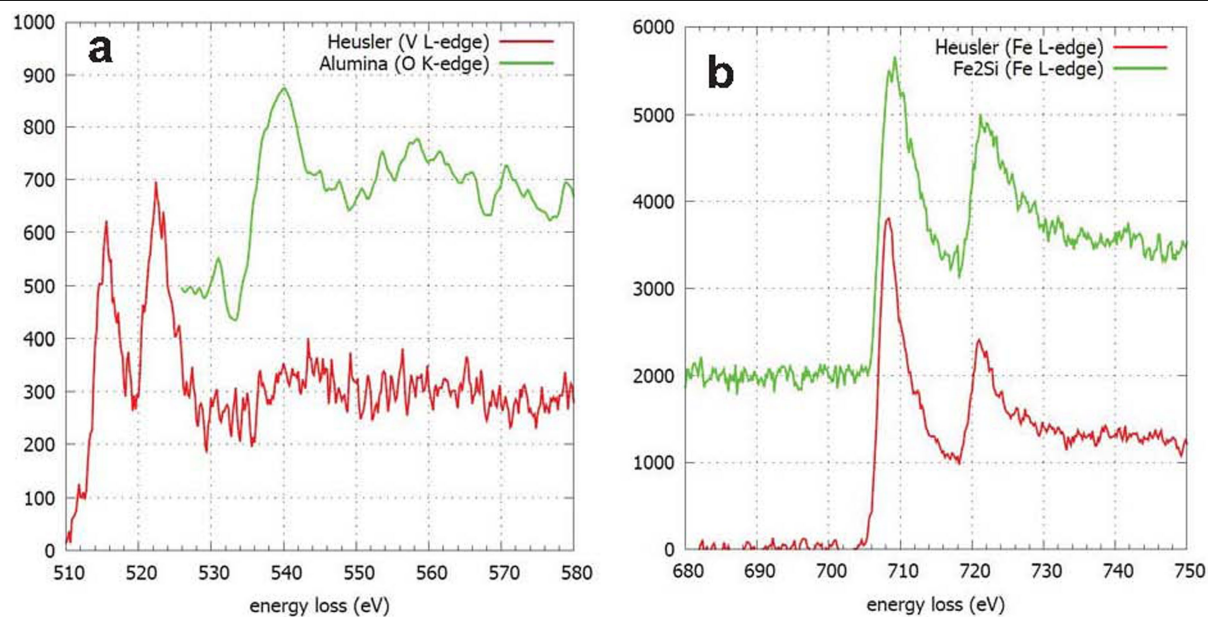 a
Heusler (V L-edge)
Alumina (O K-edge)
1000
900
800
700
600
500
400
300
200
100
0
510 520 530 540 550 560 570 580
energy loss (eV)
b
Heusler (Fe L-edge)
Fe2Si (Fe L-edge)
6000
5000
4000
3000
2000
1000
0
680 690 700 710 720 730 740 750
energy loss (eV)